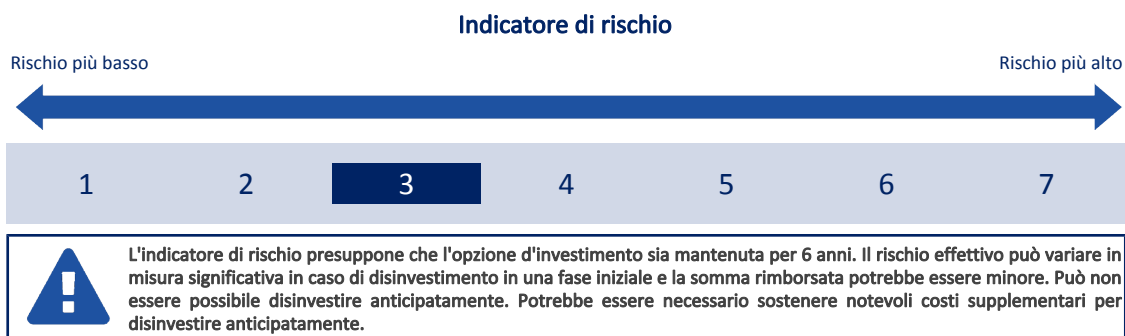 Indicatore di rischio
Rischio più basso
Rischio più alto
1 2 3 4 5 6 7
L'indicatore di rischio presuppone che l'opzione d'investimento sia mantenuta per 6 anni. Il rischio effettivo può variare in
misura significativa in caso di disinvestimento in una fase iniziale e la somma rimborsata potrebbe essere minore. Può non
essere possibile disinvestire anticipatamente. Potrebbe essere necessario sostenere notevoli costi supplementari per
disinvestire anticipatamente.